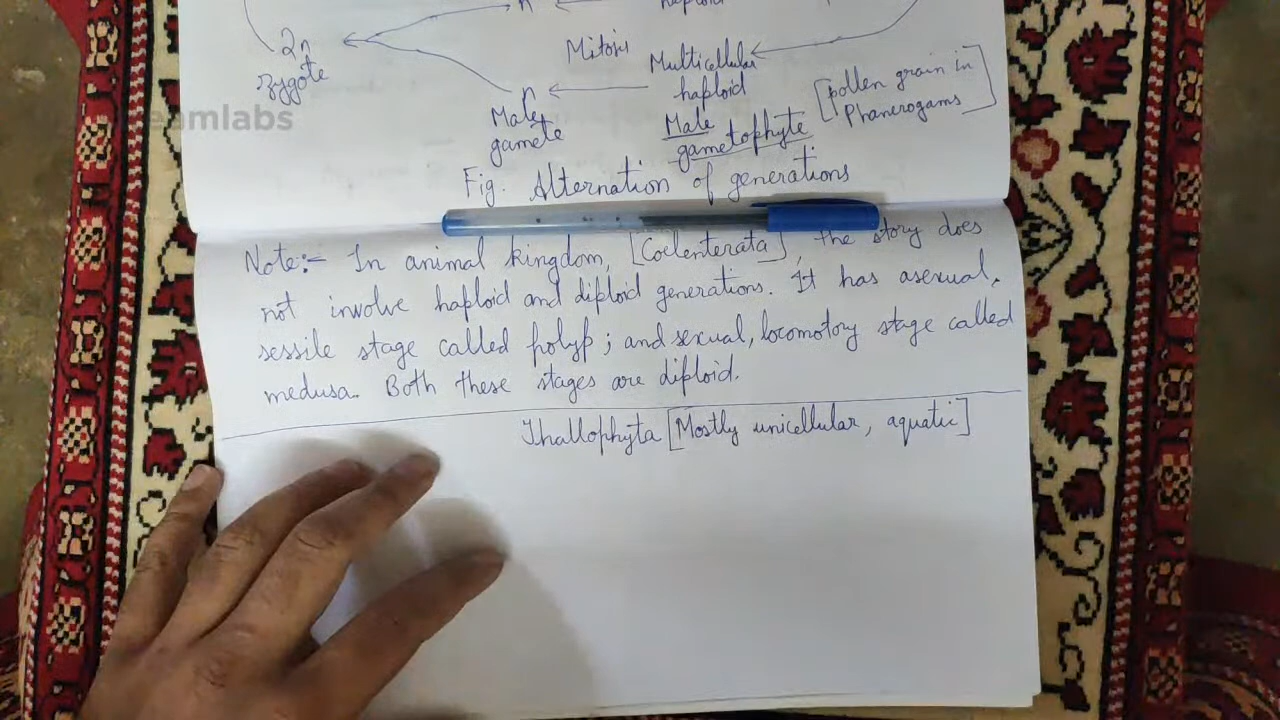 n
2n
zygote
Mitosis
Multicellular
haploid
[pollen grain in
Phanerogams]
n
Male
gamete
Male
gametophyte
eamlabs
Fig. Alternation of generations
Note:- In animal kingdom, [Coelenterata], the story does
not involve haploid and diploid generations. It has asexual,
sessile stage called polyp; and sexual, locomotory stage called
medusa. Both these stages are diploid.
Thallophyta [Mostly unicellular, aquatic]